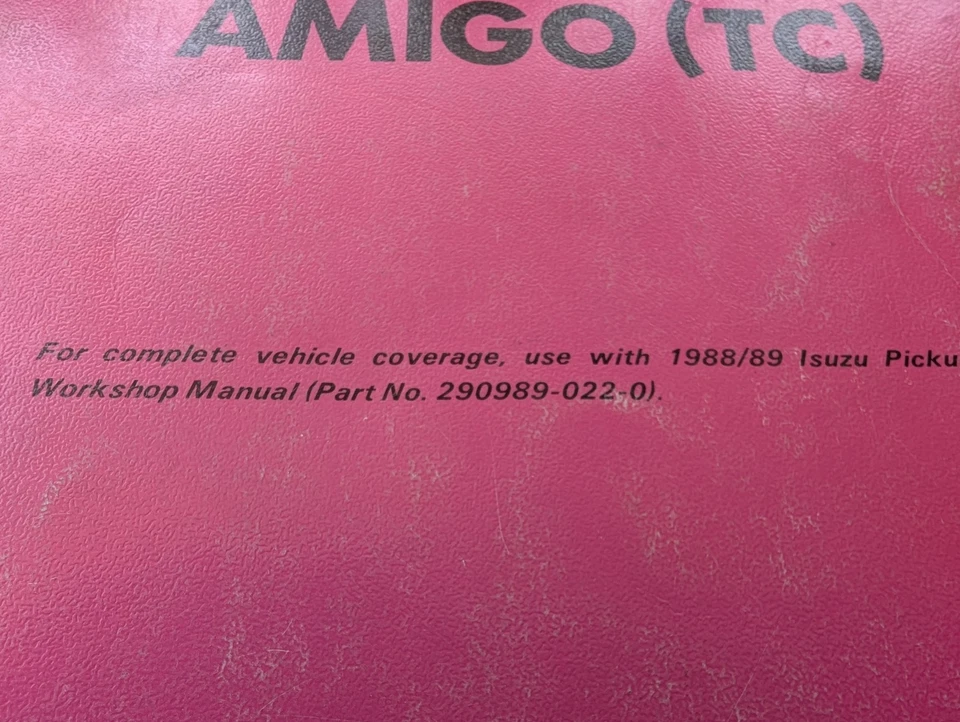 AMIGO (TC)
For complete vehicle coverage, use with 1988/89 Isuzu Picku
Workshop Manual (Part No. 290989-022-0).